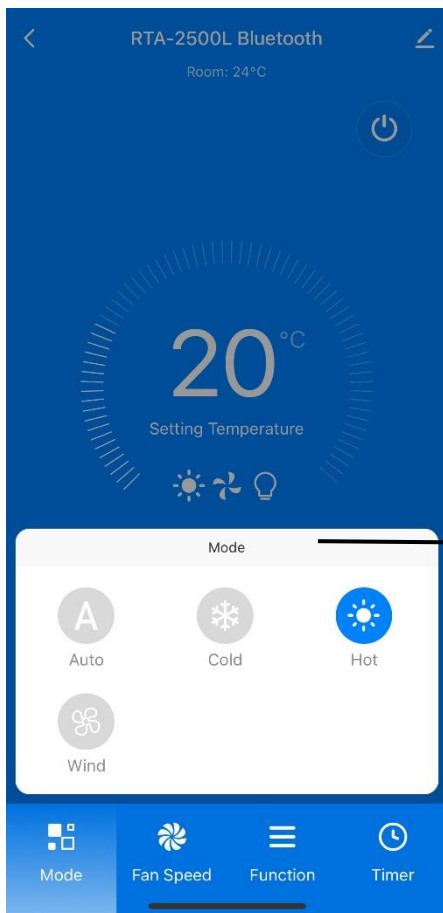 RTA-2500L Bluetooth
Room: 24°C
20°C
Setting Temperature
Mode
A
Auto
Cold
Hot
Wind
Mode
Fan Speed
Function
Timer